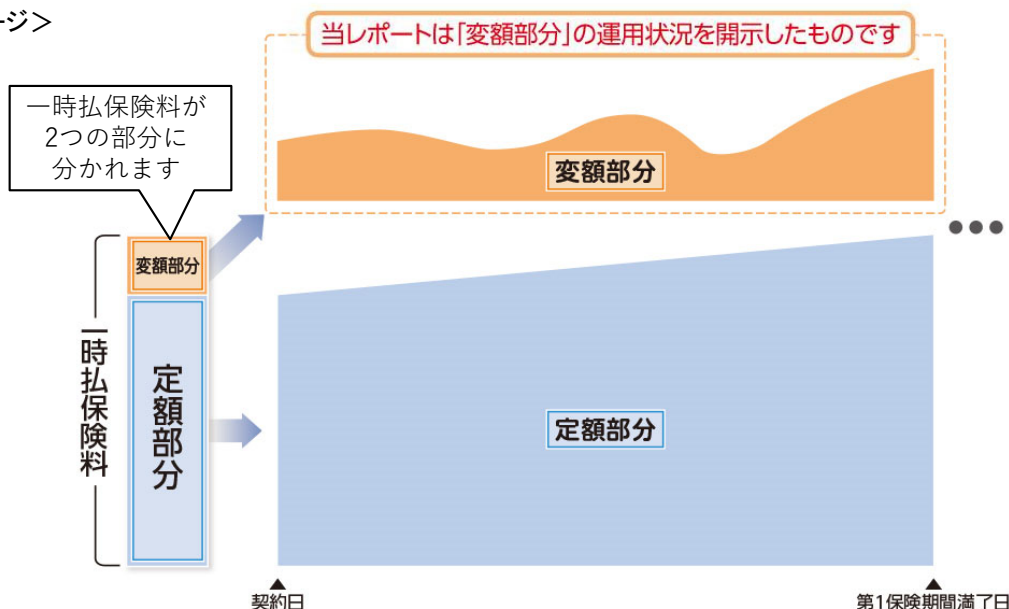 ージ＞
当レポートは「変額部分」の運用状況を開示したものです
一時払保険料が
2つの部分に
分かれます
変額部分
変額部分
●●●
一時払保険料
定額部分
定額部分
▲
契約日
▲
第1保険期間満了日